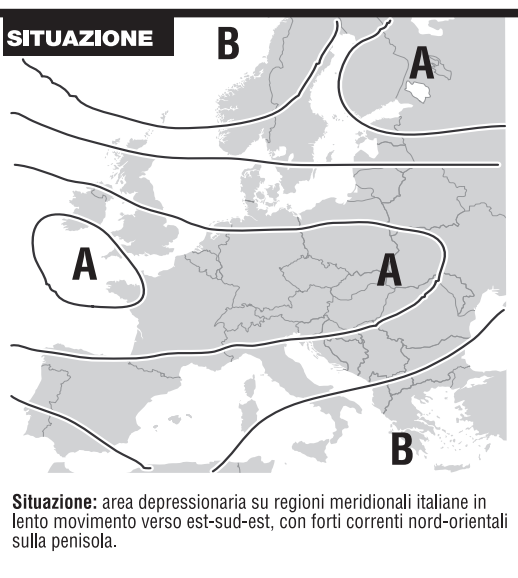 SITUAZIONE
B
A
A
A
B
Situazione: area depressionaria su regioni meridionali italiane in
lento movimento verso est-sud-est, con forti correnti nord-orientali
sulla penisola.